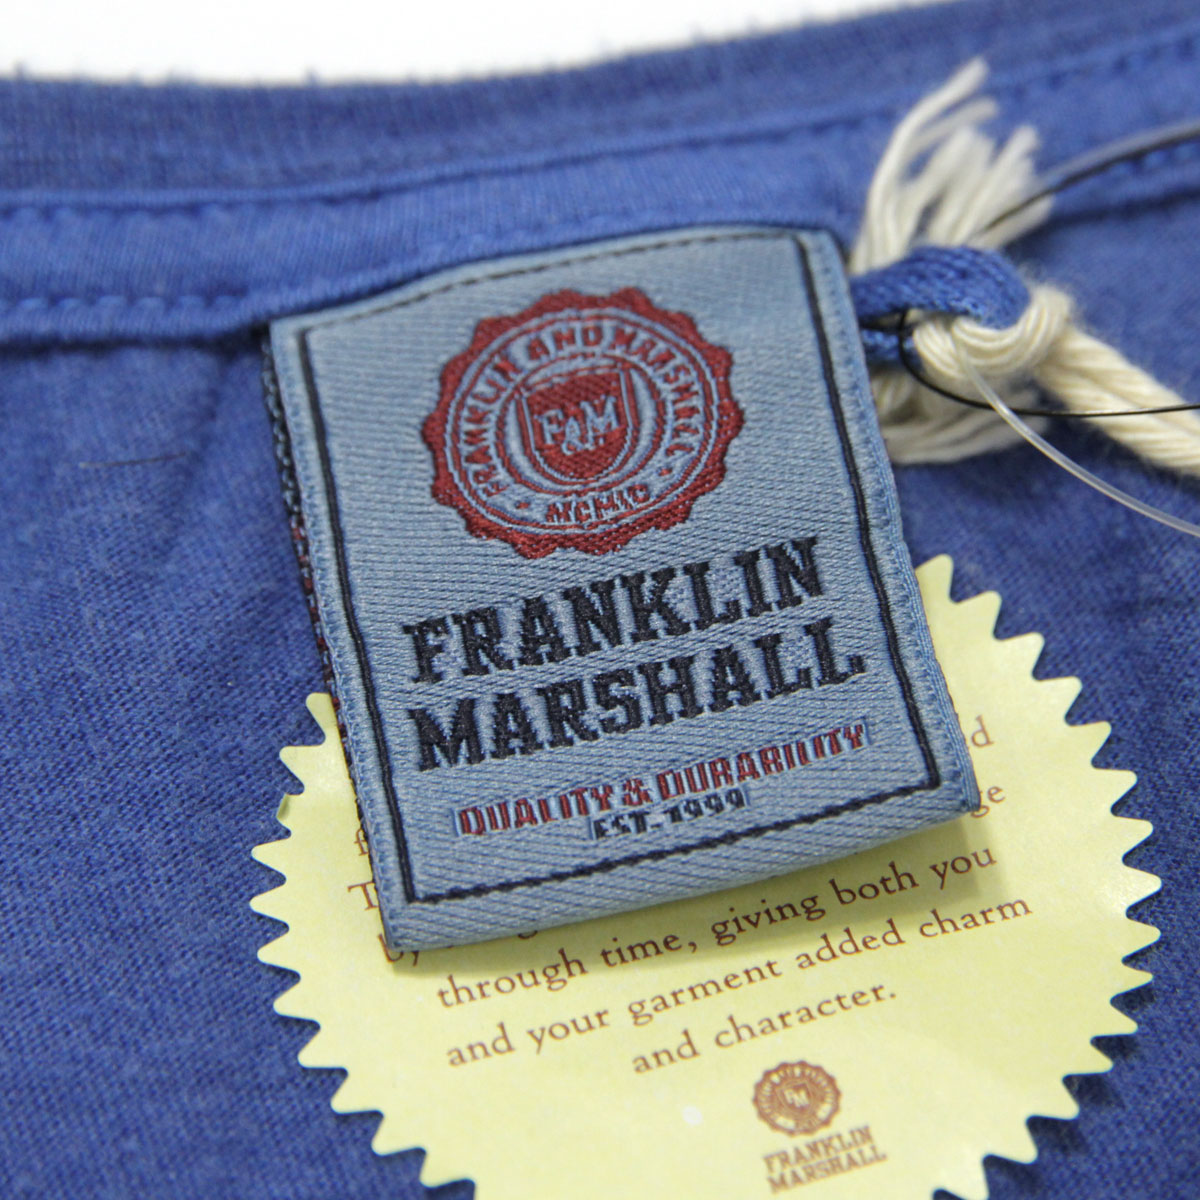 FRANKLIN AND MARSHALL
F&M
MCMXCIX
FRANKLIN
MARSHALL
QUALITY & DURABILITY
EST-1999
through time, giving both you
and your garment added charm
and character.
FRANKLIN
MARSHALL